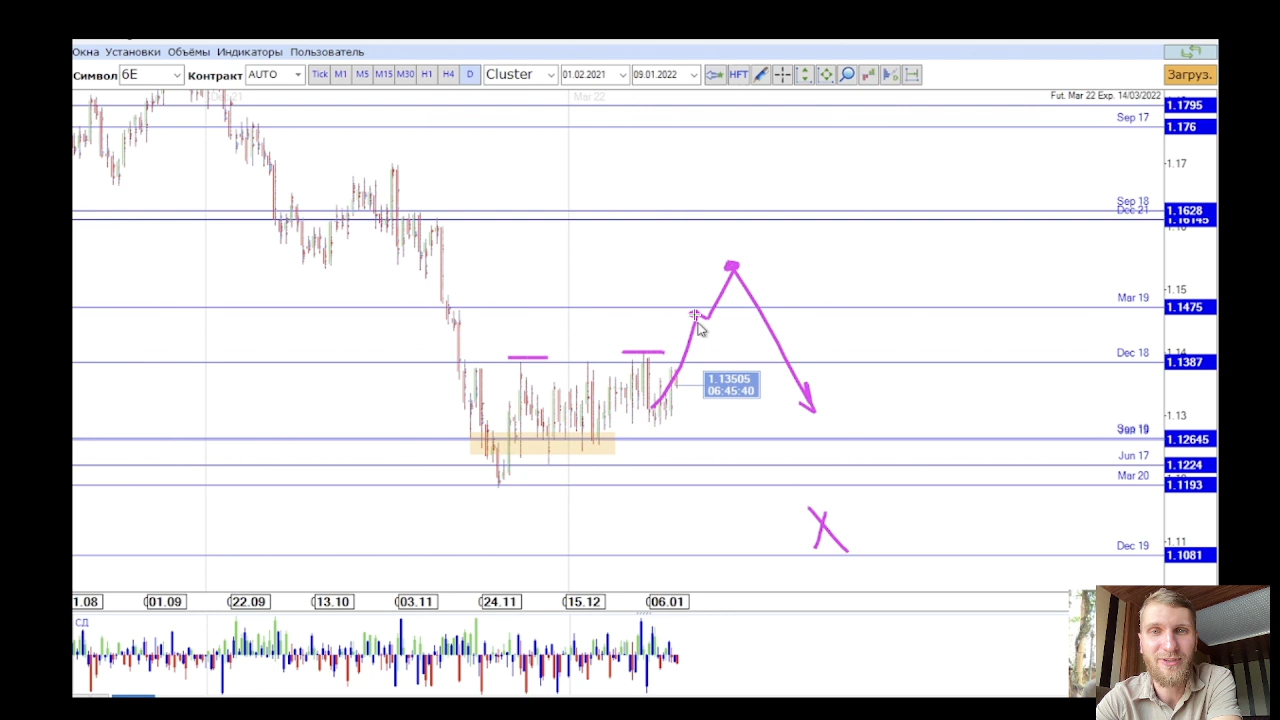 Окна Установки Объёмы Индикаторы Пользователь
Символ 6E Контракт AUTO Tick M1 M5 M15 M30 H1 H4 D Cluster 01.02.2021 09.01.2022 HFT Загруз.
Mar 22 Fut. Mar 22 Exp. 14/03/2022
1.1795
Sep 17 1.176
1.17
Sep 18 1.1628
Dec 21 1.16145
1.15
Mar 19 1.1475
1.14
Dec 18 1.1387
1.13505
06:45:40
1.13
1.12645
Jun 17 1.1224
Mar 20 1.1193
1.11
Dec 19 1.1081
1.08 01.09 22.09 13.10 03.11 24.11 15.12 06.01
СД